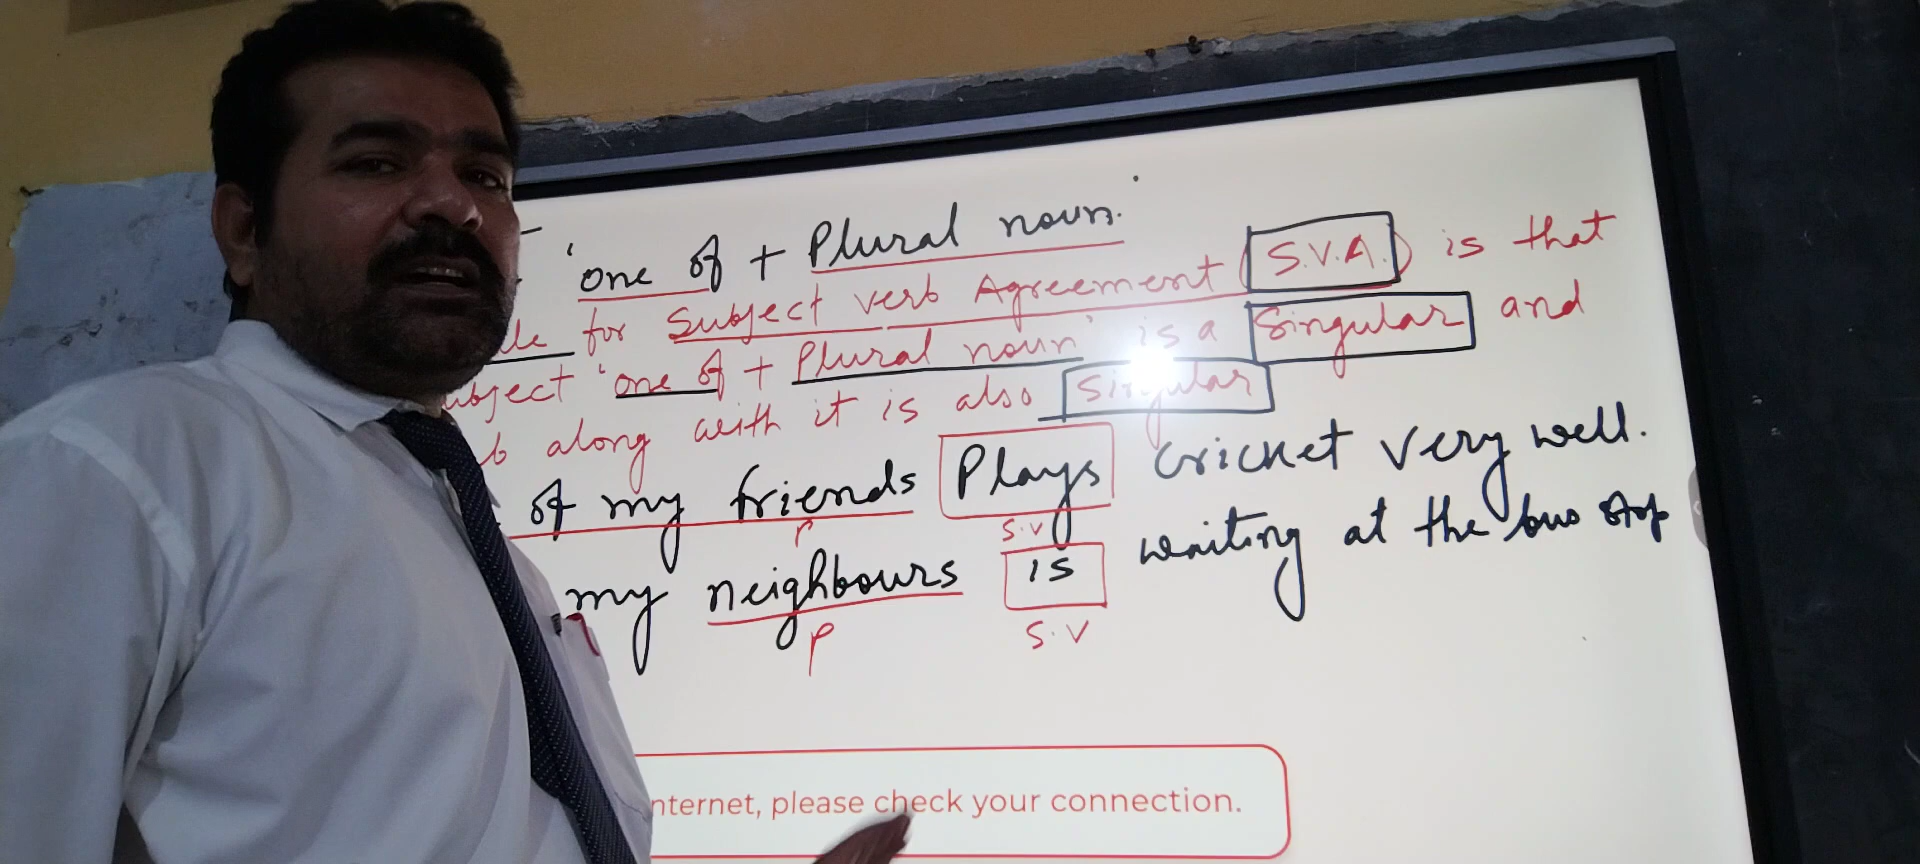 'one of + Plural noun.
for Subject verb Agreement (S.V.A.) is that
'one of + Plural noun' is a Singular and
along with it is also Singular
of my friends Plays cricket very well.
P S.V
my neighbours is waiting at the bus stop
P S.V
please check your connection.